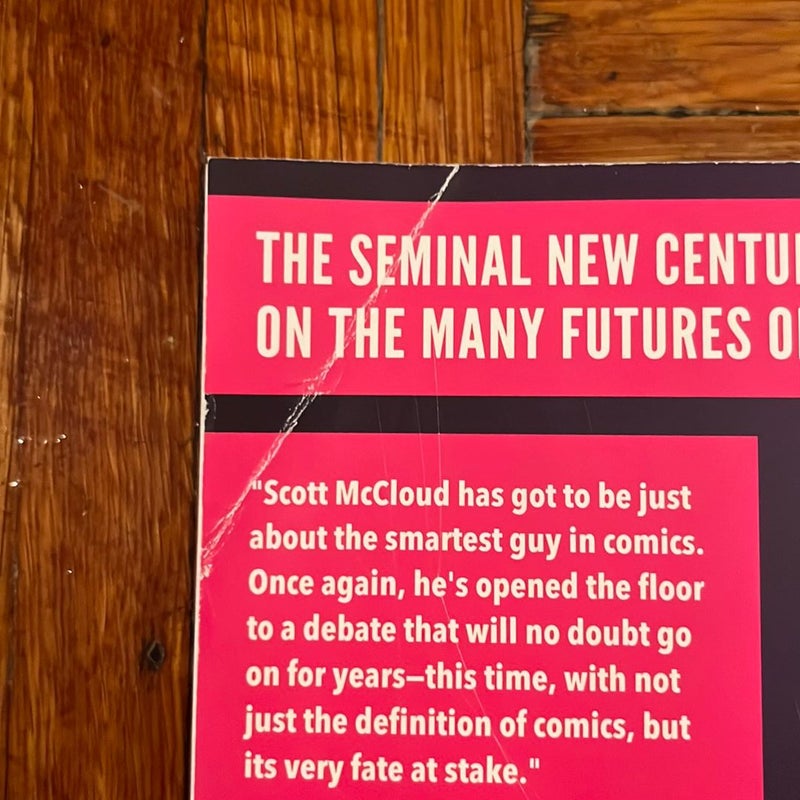 THE SEMINAL NEW CENTU
ON THE MANY FUTURES O
"Scott McCloud has got to be just
about the smartest guy in comics.
Once again, he's opened the floor
to a debate that will no doubt go
on for years—this time, with not
just the definition of comics, but
its very fate at stake."